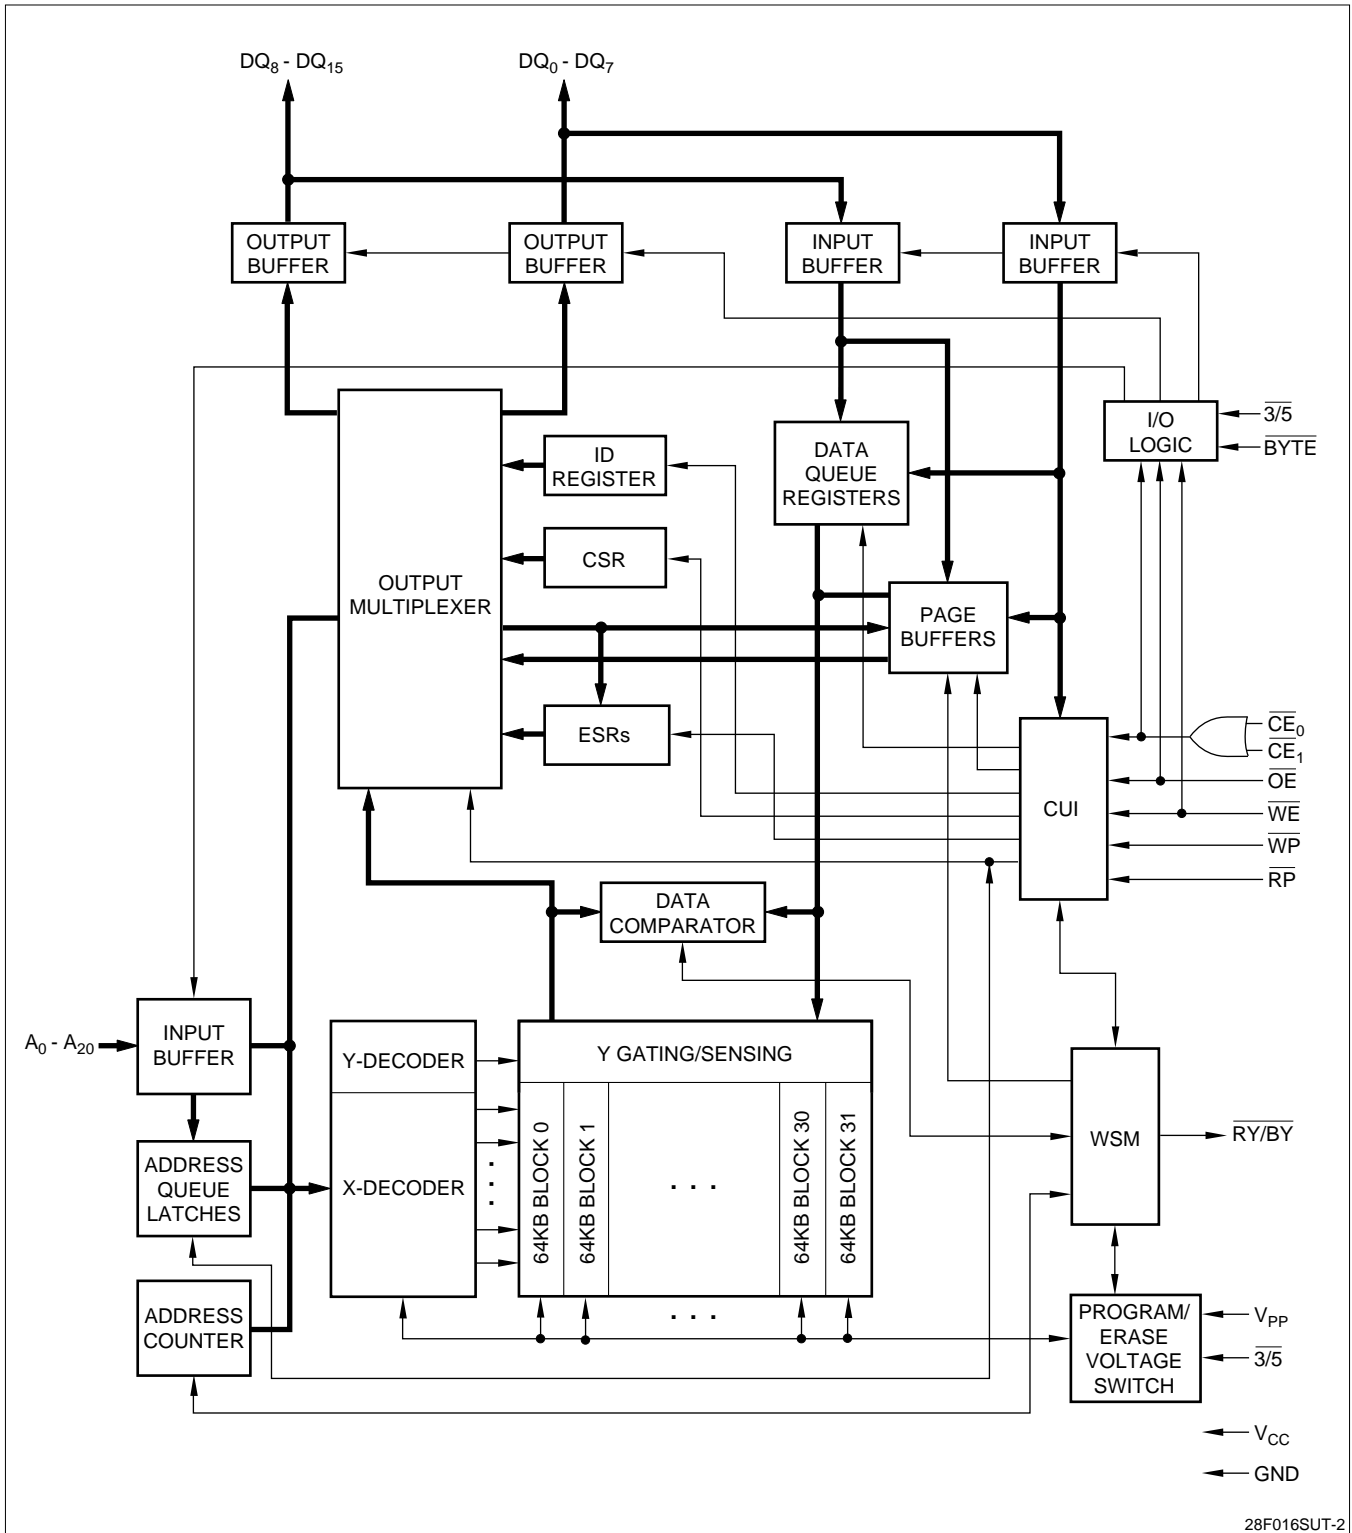 DQ8 - DQ15
DQ0 - DQ7
OUTPUT
BUFFER
OUTPUT
BUFFER
INPUT
BUFFER
INPUT
BUFFER
I/O
LOGIC
3/5
BYTE
ID
REGISTER
DATA
QUEUE
REGISTERS
CSR
OUTPUT
MULTIPLEXER
PAGE
BUFFERS
ESRs
CE0
CE1
OE
CUI
WE
WP
RP
DATA
COMPARATOR
A0 - A20
INPUT
BUFFER
Y-DECODER
Y GATING/SENSING
X-DECODER
64KB BLOCK 0
64KB BLOCK 1
. . .
64KB BLOCK 30
64KB BLOCK 31
. . .
WSM
RY/BY
ADDRESS
QUEUE
LATCHES
ADDRESS
COUNTER
. . .
PROGRAM/
ERASE
VOLTAGE
SWITCH
VPP
3/5
VCC
GND
28F016SUT-2